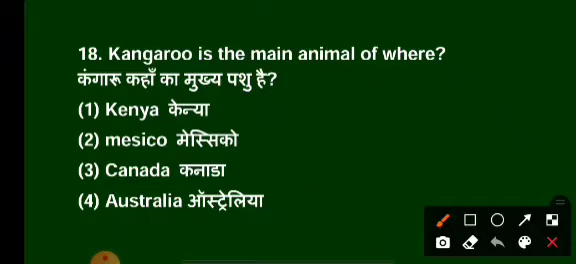 18. Kangaroo is the main animal of where?
कंगारू कहाँ का मुख्य पशु है?
(1) Kenya केन्या
(2) mesico मेस्सिको
(3) Canada कनाडा
(4) Australia ऑस्ट्रेलिया